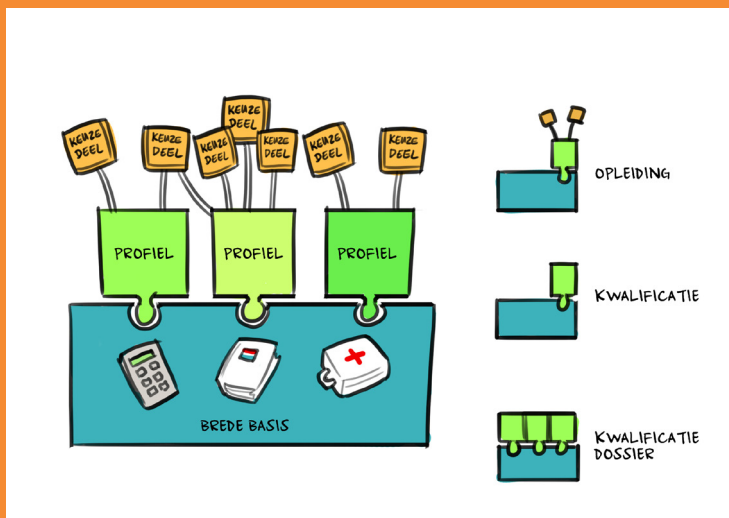 KEUZE
DEEL
KEUZE
DEEL
KEUZE
DEEL
KEUZE
DEEL
KEUZE
DEEL
KEUZE
DEEL
KEUZE
DEEL
PROFIEL
PROFIEL
PROFIEL
BREDE BASIS
OPLEIDING
KWALIFICATIE
KWALIFICATIE
DOSSIER